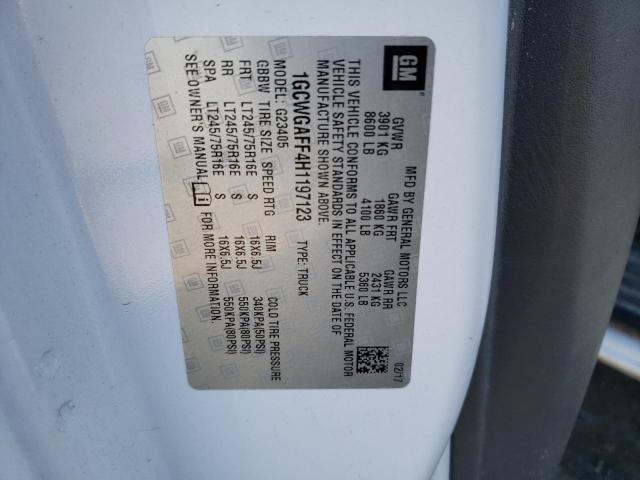 GM
MFD BY GENERAL MOTORS LLC 02/17
GVWR GAWR FRT GAWR RR
3901 KG 1860 KG 2431 KG
8600 LB 4100 LB 5360 LB
THIS VEHICLE CONFORMS TO ALL APPLICABLE U.S. FEDERAL MOTOR
VEHICLE SAFETY STANDARDS IN EFFECT ON THE DATE OF
MANUFACTURE SHOWN ABOVE.
1GCWGAFF4H1197123 TYPE: TRUCK
MODEL: G23405
GBBW TIRE SIZE SPEED RTG RIM COLD TIRE PRESSURE
FRT LT245/75R16E S 16X6.5J 340KPA(50PSI)
RR LT245/75R16E S 16X6.5J 550KPA(80PSI)
SPA LT245/75R16E S 16X6.5J 550KPA(80PSI)
SEE OWNER'S MANUAL FOR MORE INFORMATION.